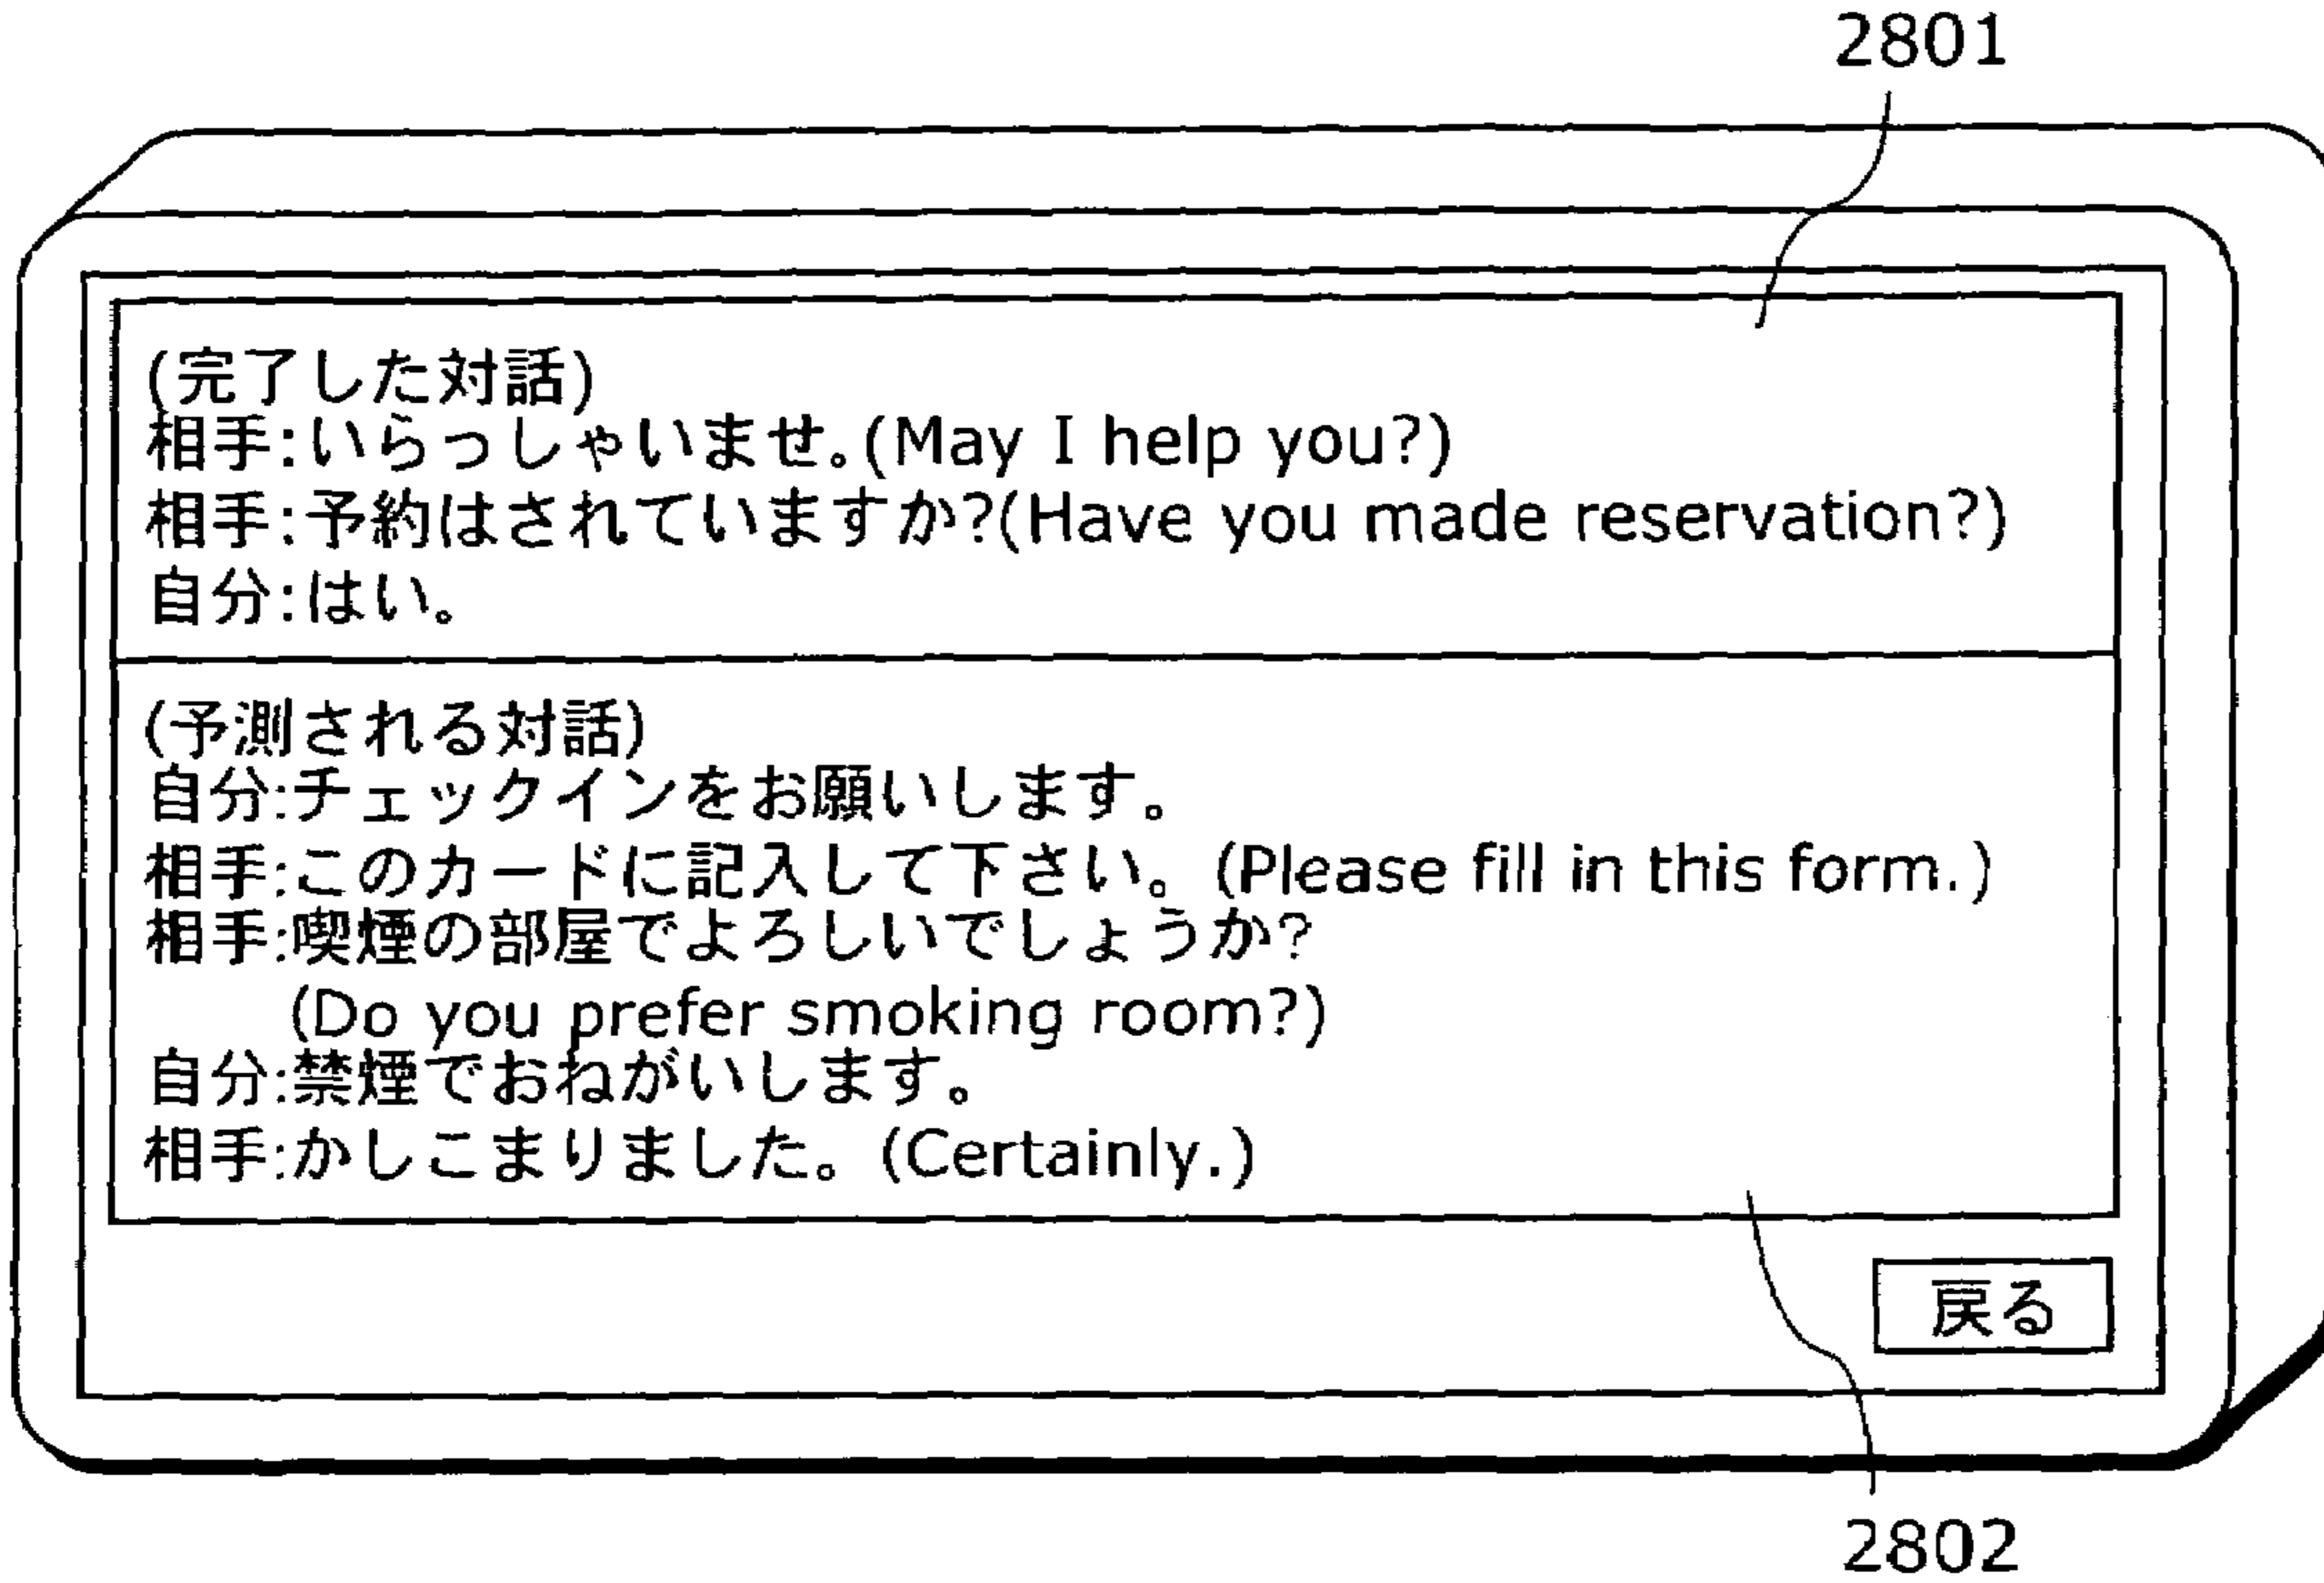 2801
(完了した対話)
相手:いらっしゃいませ。(May I help you?)
相手:予約はされていますか?(Have you made reservation?)
自分:はい。
(予測される対話)
自分:チェックインをお願いします。
相手:このカードに記入して下さい。(Please fill in this form.)
相手:喫煙の部屋でよろしいでしょうか?
(Do you prefer smoking room?)
自分:禁煙でおねがいします。
相手:かしこまりました。(Certainly.)
戻る
2802